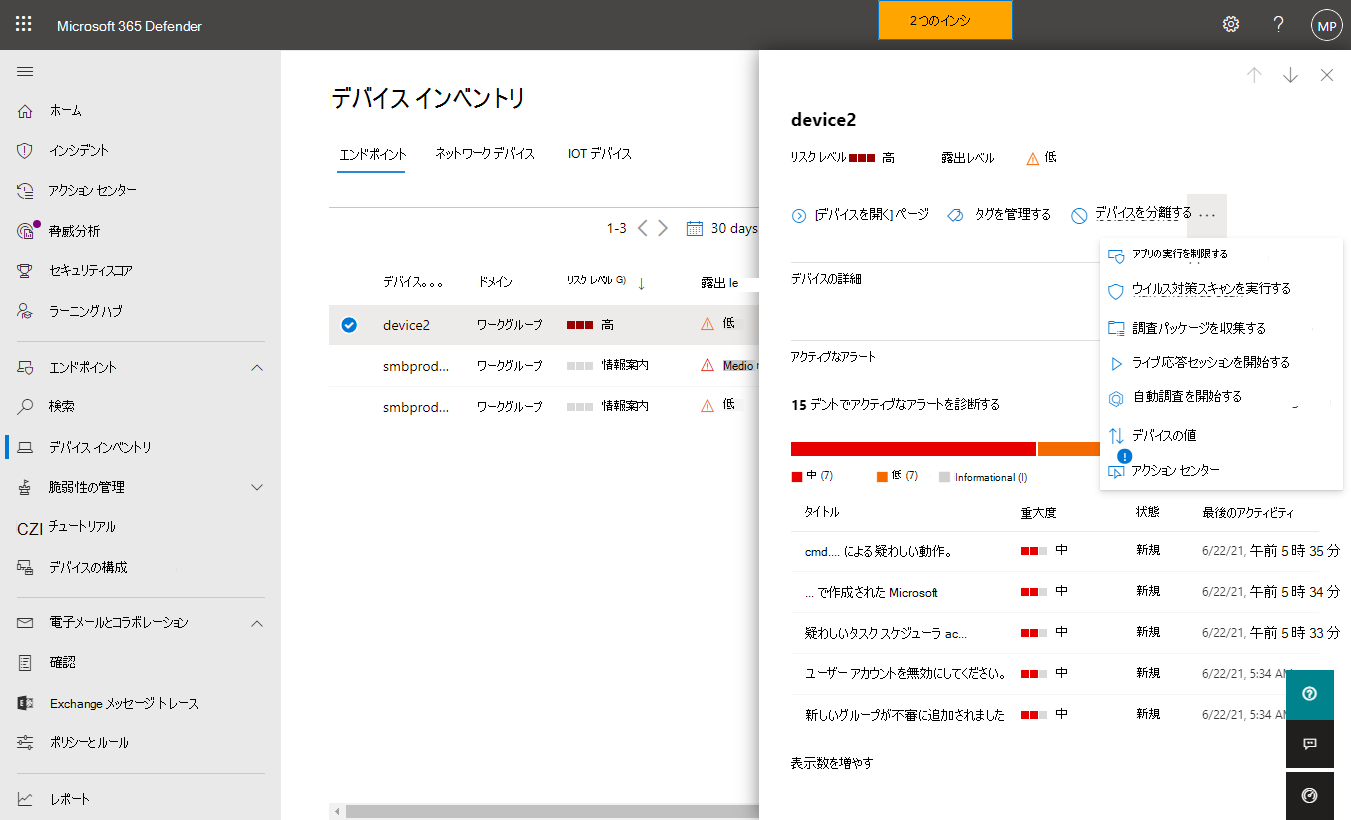 Microsoft 365 Defender
2つのインシ
MP
ホーム
インシデント
アクション センター
脅威分析
セキュリティスコア
ラーニング ハブ
エンドポイント
検索
デバイス インベントリ
脆弱性の管理
CZI チュートリアル
デバイスの構成
電子メールとコラボレーション
確認
Exchange メッセージ トレース
ポリシーとルール
レポート
デバイス インベントリ
エンドポイント ネットワーク デバイス IOT デバイス
1-3 30 days
デバイス。。。 ドメイン リスク レベル G) 露出 le
device2 ワークグループ 高 低
smbprod... ワークグループ 情報案内 Medio
smbprod... ワークグループ 情報案内 低
device2
リスク レベル 高 露出レベル 低
[デバイスを開く] ページ タグを管理する デバイスを分離する ...
アプリの実行を制限する
ウイルス対策スキャンを実行する
調査パッケージを収集する
ライブ応答セッションを開始する
自動調査を開始する
デバイスの値
アクション センター
デバイスの詳細
アクティブなアラート
15 デントでアクティブなアラートを診断する
中 (7) 低 (7) Informational (I)
タイトル 重大度 状態 最後のアクティビティ
cmd.... による疑わしい動作。 中 新規 6/22/21, 午前 5 時 35 分
... で作成された Microsoft 中 新規 6/22/21, 午前 5 時 34 分
疑わしいタスク スケジューラ ac... 中 新規 6/22/21, 午前 5 時 33 分
ユーザー アカウントを無効にしてください。 中 新規 6/22/21, 5:34 AM
新しいグループが不審に追加されました 中 新規 6/22/21, 5:34 AM
表示数を増やす